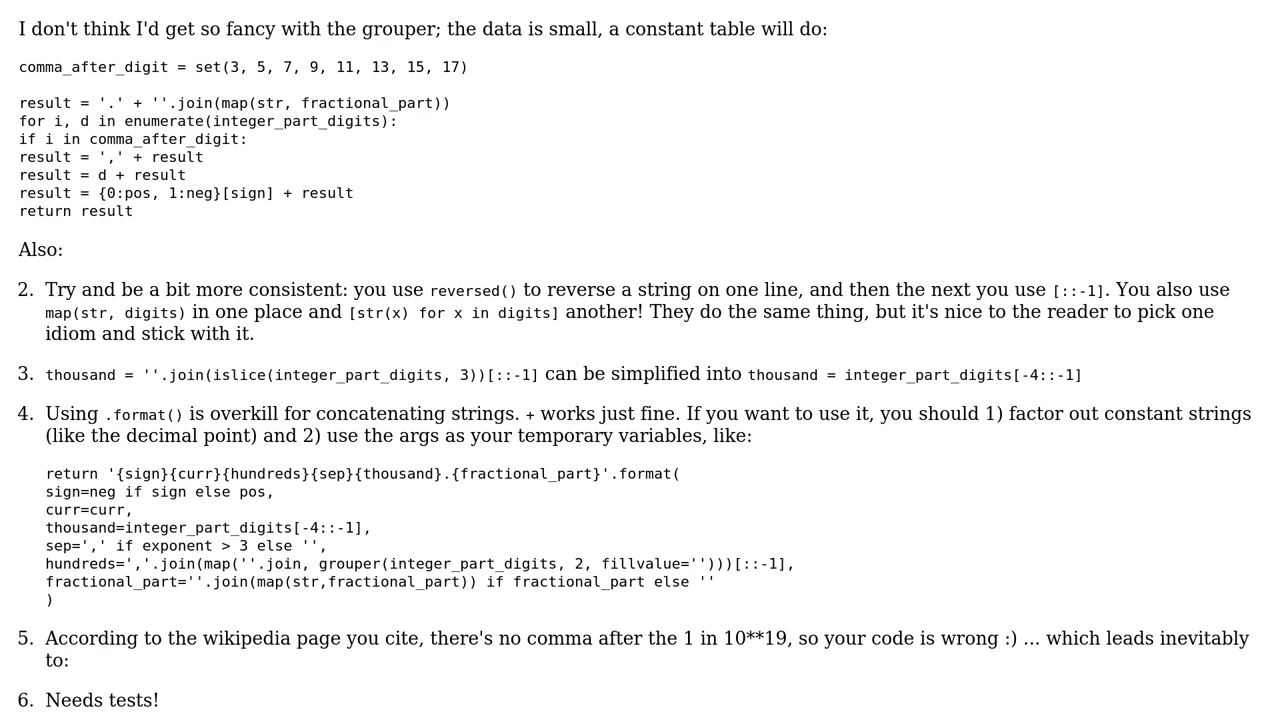 I don't think I'd get so fancy with the grouper; the data is small, a constant table will do:
comma_after_digit = set(3, 5, 7, 9, 11, 13, 15, 17)
result = '.' + ''.join(map(str, fractional_part))
for i, d in enumerate(integer_part_digits):
if i in comma_after_digit:
result = ',' + result
result = d + result
result = {0:pos, 1:neg}[sign] + result
return result
Also:
2. Try and be a bit more consistent: you use reversed() to reverse a string on one line, and then the next you use [::-1]. You also use
map(str, digits) in one place and [str(x) for x in digits] another! They do the same thing, but it's nice to the reader to pick one
idiom and stick with it.
3. thousand = ''.join(islice(integer_part_digits, 3))[::-1] can be simplified into thousand = integer_part_digits[-4::-1]
4. Using .format() is overkill for concatenating strings. + works just fine. If you want to use it, you should 1) factor out constant strings
(like the decimal point) and 2) use the args as your temporary variables, like:
return '{sign}{curr}{hundreds}{sep}{thousand}.{fractional_part}'.format(
sign=neg if sign else pos,
curr=curr,
thousand=integer_part_digits[-4::-1],
sep=',' if exponent > 3 else '',
hundreds=','.join(map(''.join, grouper(integer_part_digits, 2, fillvalue='')))[::-1],
fractional_part=''.join(map(str,fractional_part)) if fractional_part else ''
)
5. According to the wikipedia page you cite, there's no comma after the 1 in 10**19, so your code is wrong :) ... which leads inevitably
to:
6. Needs tests!